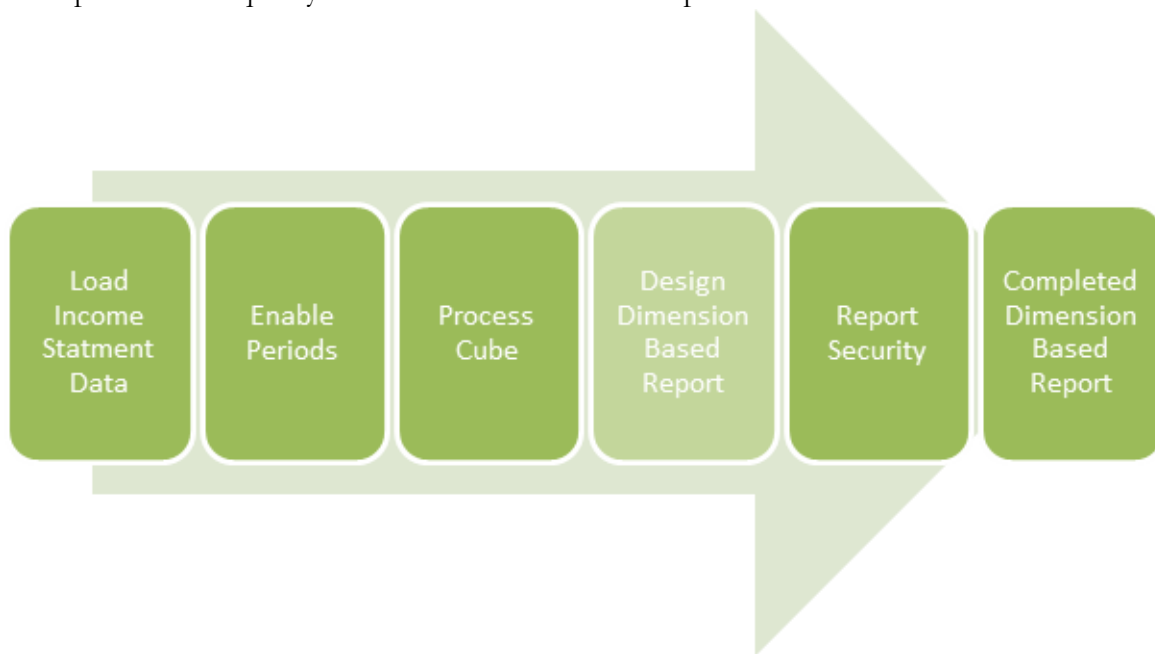 Load
Income
Statment
Data
Enable
Periods
Process
Cube
Design
Dimension
Based
Report
Report
Security
Completed
Dimension
Based
Report